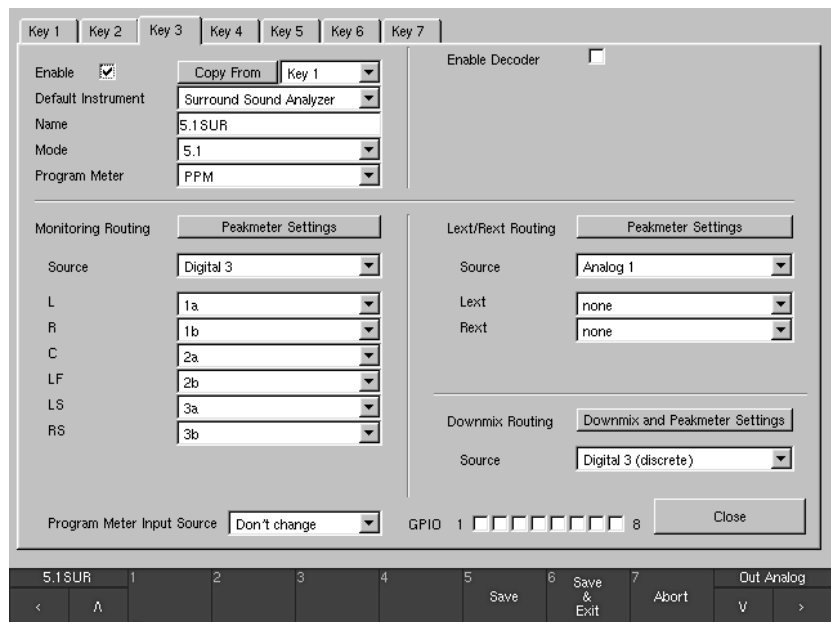 Key 1 Key 2 Key 3 Key 4 Key 5 Key 6 Key 7
Enable Copy From Key 1
Default Instrument Surround Sound Analyzer
Name 5.1SUR
Mode 5.1
Program Meter PPM
Enable Decoder
Monitoring Routing Peakmeter Settings
Source Digital 3
L 1a
R 1b
C 2a
LF 2b
LS 3a
RS 3b
Lext/Rext Routing Peakmeter Settings
Source Analog 1
Lext none
Rext none
Downmix Routing Downmix and Peakmeter Settings
Source Digital 3 (discrete)
Program Meter Input Source Don't change
GPIO 1 8
Close
5.1SUR 1 2 3 4 5 Save 6 Save & Exit 7 Abort Out Analog
< Λ V >